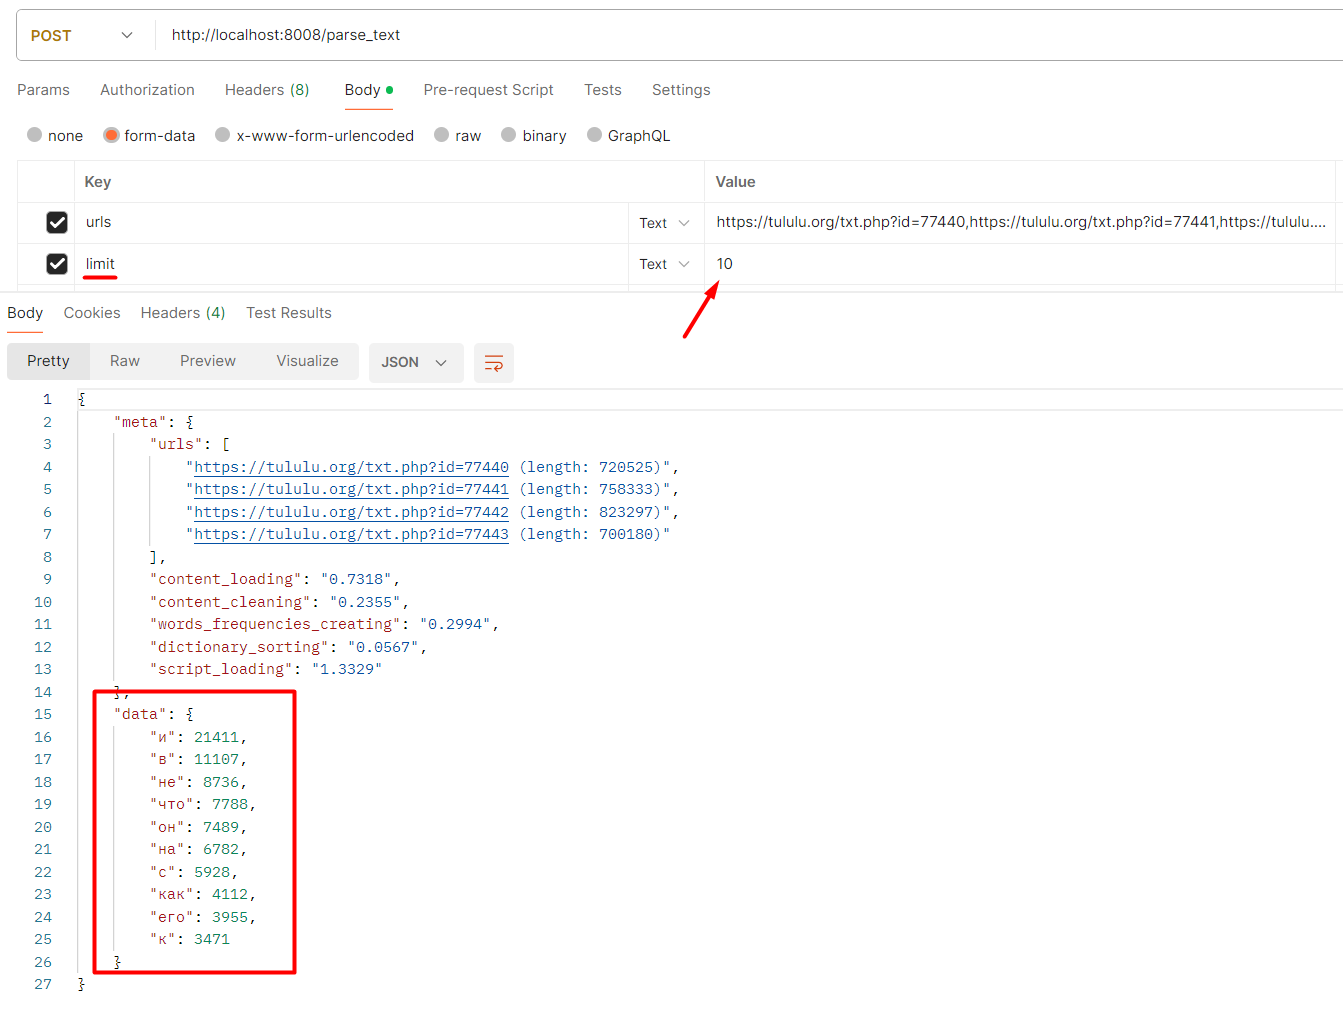 POST http://localhost:8008/parse_text
Params Authorization Headers (8) Body Pre-request Script Tests Settings
none form-data x-www-form-urlencoded raw binary GraphQL
Key Value
urls Text https://tululu.org/txt.php?id=77440,https://tululu.org/txt.php?id=77441,https://tululu....
limit Text 10
Body Cookies Headers (4) Test Results
Pretty Raw Preview Visualize JSON
1 {
2 "meta": {
3 "urls": [
4 "https://tululu.org/txt.php?id=77440 (length: 720525)",
5 "https://tululu.org/txt.php?id=77441 (length: 758333)",
6 "https://tululu.org/txt.php?id=77442 (length: 823297)",
7 "https://tululu.org/txt.php?id=77443 (length: 700180)"
8 ],
9 "content_loading": "0.7318",
10 "content_cleaning": "0.2355",
11 "words_frequencies_creating": "0.2994",
12 "dictionary_sorting": "0.0567",
13 "script_loading": "1.3329"
14 },
15 "data": {
16 "и": 21411,
17 "в": 11107,
18 "не": 8736,
19 "что": 7788,
20 "он": 7489,
21 "на": 6782,
22 "с": 5928,
23 "как": 4112,
24 "его": 3955,
25 "к": 3471
26 }
27 }